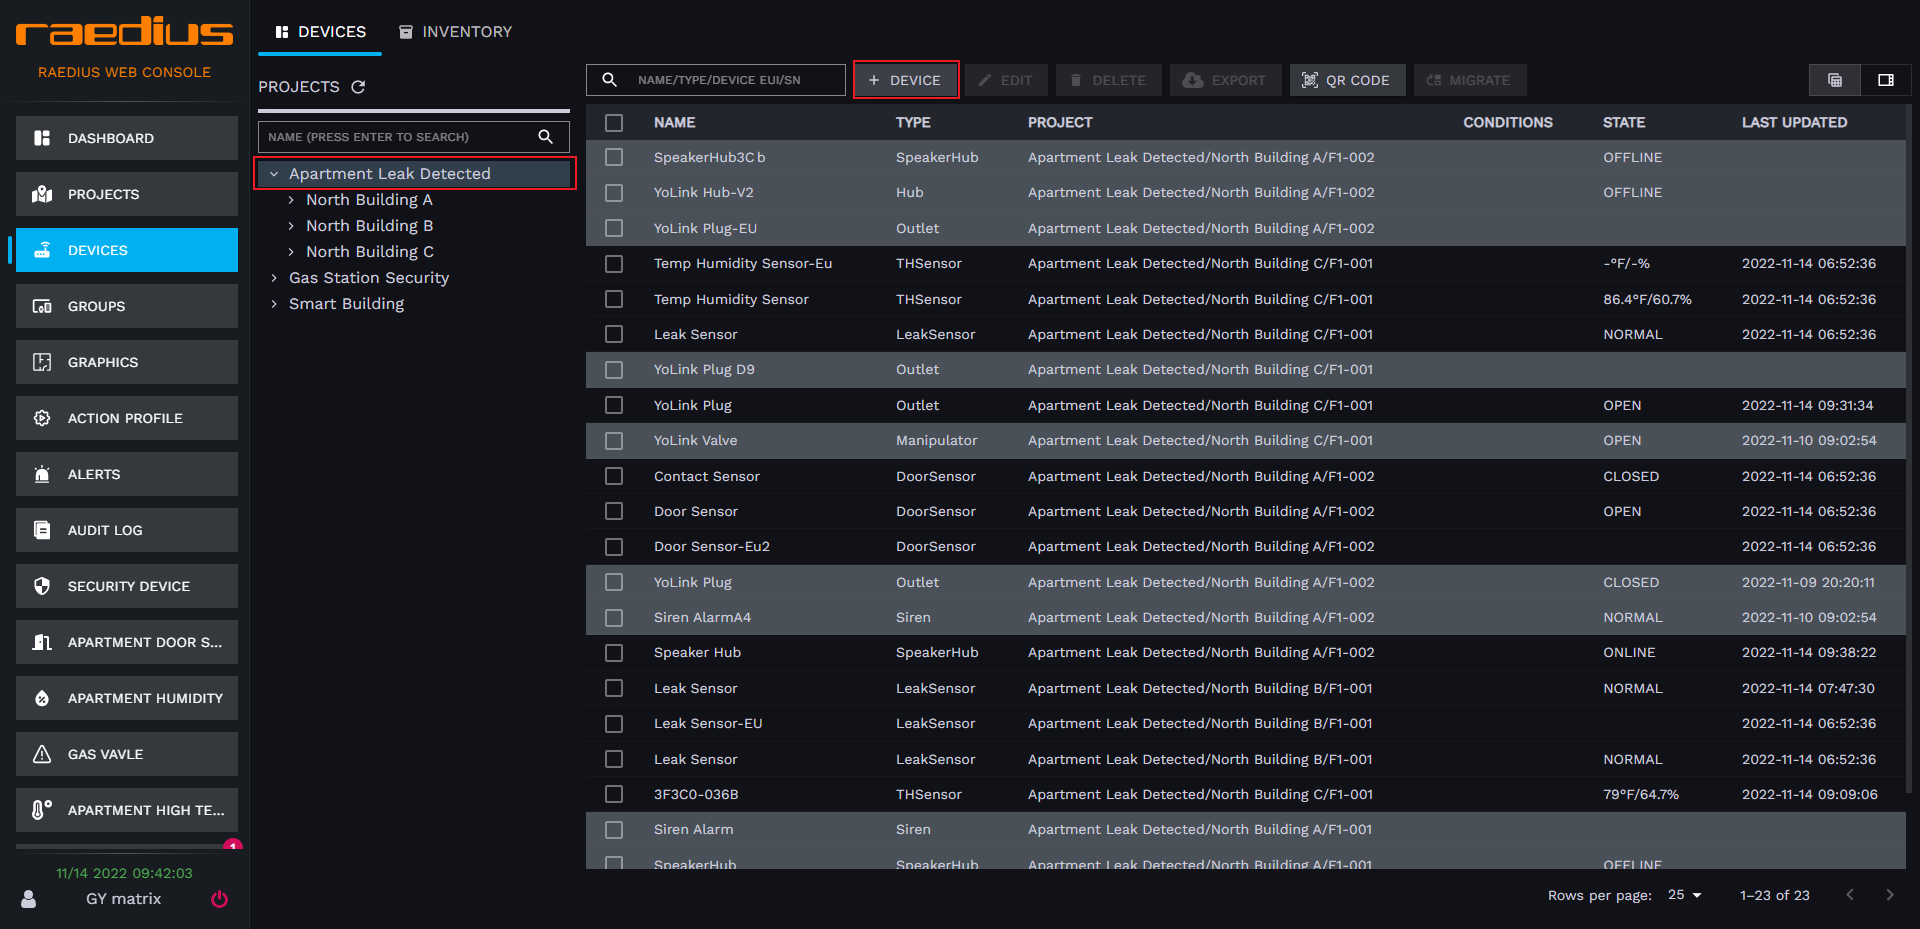 raedius
RAEDIUS WEB CONSOLE
DASHBOARD
PROJECTS
DEVICES
GROUPS
GRAPHICS
ACTION PROFILE
ALERTS
AUDIT LOG
SECURITY DEVICE
APARTMENT DOOR S...
APARTMENT HUMIDITY
GAS VAVLE
APARTMENT HIGH TE...
1
11/14 2022 09:42:03
GY matrix
DEVICES INVENTORY
PROJECTS
NAME (PRESS ENTER TO SEARCH)
Apartment Leak Detected
North Building A
North Building B
North Building C
Gas Station Security
Smart Building
NAME/TYPE/DEVICE EUI/SN + DEVICE EDIT DELETE EXPORT QR CODE MIGRATE
NAME TYPE PROJECT CONDITIONS STATE LAST UPDATED
SpeakerHub3C b SpeakerHub Apartment Leak Detected/North Building A/F1-002 OFFLINE
YoLink Hub-V2 Hub Apartment Leak Detected/North Building A/F1-002 OFFLINE
YoLink Plug-EU Outlet Apartment Leak Detected/North Building A/F1-002
Temp Humidity Sensor-Eu THSensor Apartment Leak Detected/North Building C/F1-001 -°F/-% 2022-11-14 06:52:36
Temp Humidity Sensor THSensor Apartment Leak Detected/North Building C/F1-001 86.4°F/60.7% 2022-11-14 06:52:36
Leak Sensor LeakSensor Apartment Leak Detected/North Building C/F1-001 NORMAL 2022-11-14 06:52:36
YoLink Plug D9 Outlet Apartment Leak Detected/North Building C/F1-001
YoLink Plug Outlet Apartment Leak Detected/North Building C/F1-001 OPEN 2022-11-14 09:31:34
YoLink Valve Manipulator Apartment Leak Detected/North Building C/F1-001 OPEN 2022-11-10 09:02:54
Contact Sensor DoorSensor Apartment Leak Detected/North Building A/F1-002 CLOSED 2022-11-14 06:52:36
Door Sensor DoorSensor Apartment Leak Detected/North Building A/F1-002 OPEN 2022-11-14 06:52:36
Door Sensor-Eu2 DoorSensor Apartment Leak Detected/North Building A/F1-002 2022-11-14 06:52:36
YoLink Plug Outlet Apartment Leak Detected/North Building A/F1-002 CLOSED 2022-11-09 20:20:11
Siren AlarmA4 Siren Apartment Leak Detected/North Building A/F1-002 NORMAL 2022-11-10 09:02:54
Speaker Hub SpeakerHub Apartment Leak Detected/North Building A/F1-002 ONLINE 2022-11-14 09:38:22
Leak Sensor LeakSensor Apartment Leak Detected/North Building B/F1-001 NORMAL 2022-11-14 07:47:30
Leak Sensor-EU LeakSensor Apartment Leak Detected/North Building B/F1-001 2022-11-14 06:52:36
Leak Sensor LeakSensor Apartment Leak Detected/North Building B/F1-001 NORMAL 2022-11-14 06:52:36
3F3C0-036B THSensor Apartment Leak Detected/North Building C/F1-001 79°F/64.7% 2022-11-14 09:09:06
Siren Alarm Siren Apartment Leak Detected/North Building A/F1-001
SpeakerHub SpeakerHub Apartment Leak Detected/North Building A/F1-001 OFFLINE
Rows per page: 25 1–23 of 23